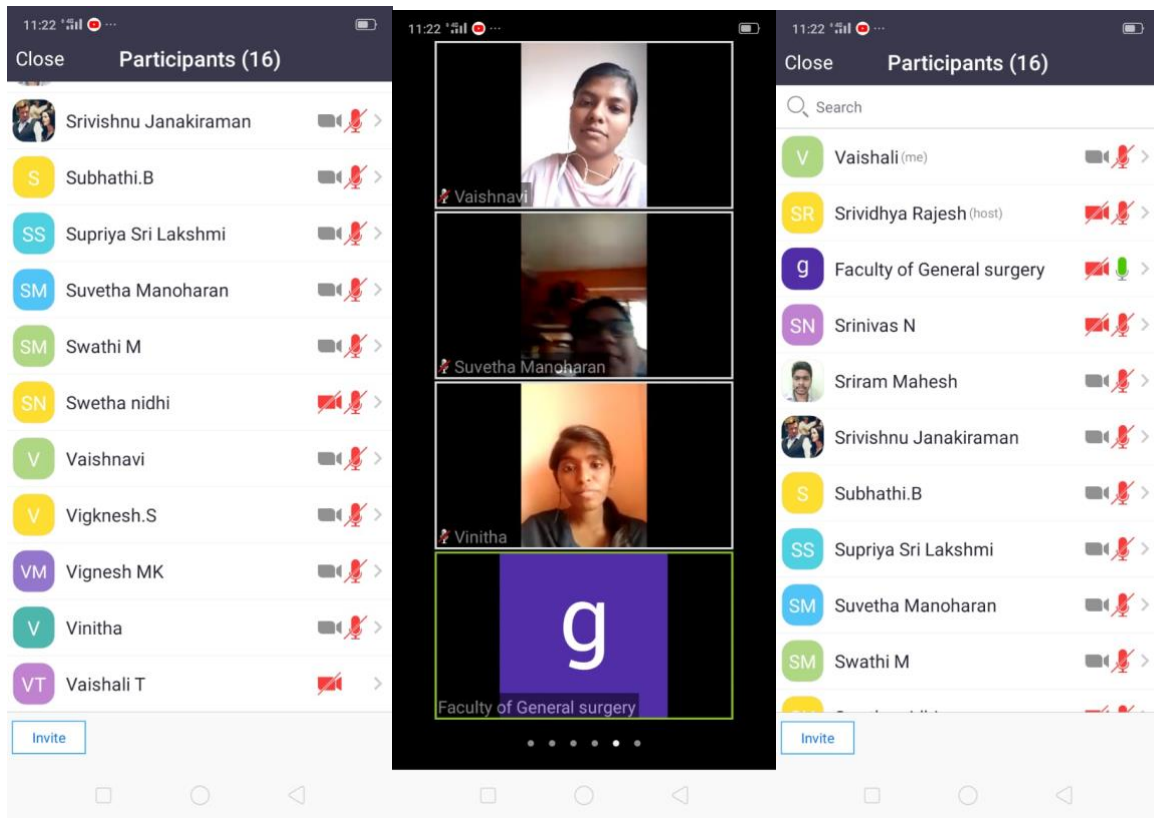 11:22
Close Participants (16)
Srivishnu Janakiraman
S Subhathi.B
SS Supriya Sri Lakshmi
SM Suvetha Manoharan
SM Swathi M
SN Swetha nidhi
V Vaishnavi
V Vigknesh.S
VM Vignesh MK
V Vinitha
VT Vaishali T
Invite
11:22
Vaishnavi
Suvetha Manoharan
Vinitha
g
Faculty of General surgery
11:22
Close Participants (16)
Search
V Vaishali (me)
SR Srividhya Rajesh (host)
g Faculty of General surgery
SN Srinivas N
Sriram Mahesh
Srivishnu Janakiraman
S Subhathi.B
SS Supriya Sri Lakshmi
SM Suvetha Manoharan
SM Swathi M
Invite